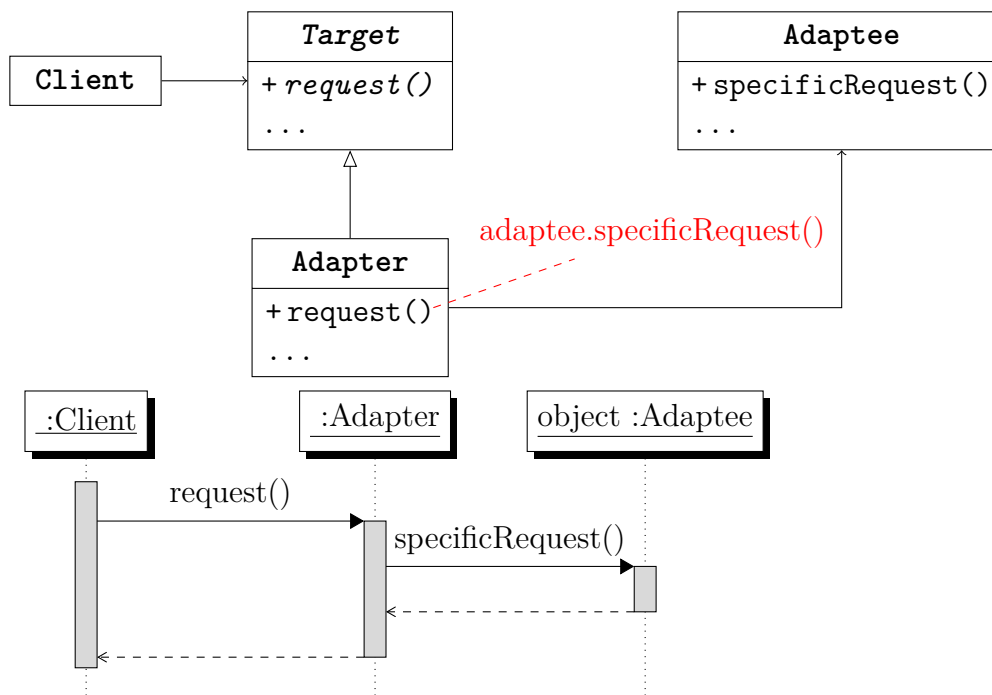 Client
Target
+ request()
...
Adaptee
+ specificRequest()
...
adaptee.specificRequest()
Adapter
+ request()
...
:Client
:Adapter
object :Adaptee
request()
specificRequest()